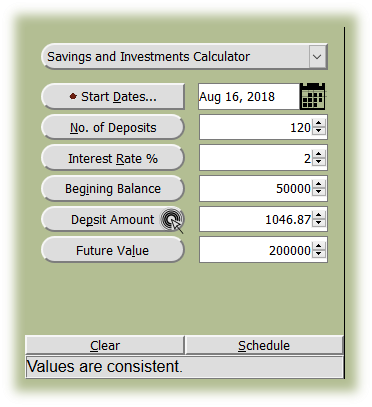 Savings and Investments Calculator
Start Dates... Aug 16, 2018
No. of Deposits 120
Interest Rate % 2
Begining Balance 50000
Depsit Amount 1046.87
Future Value 200000
Clear Schedule
Values are consistent.